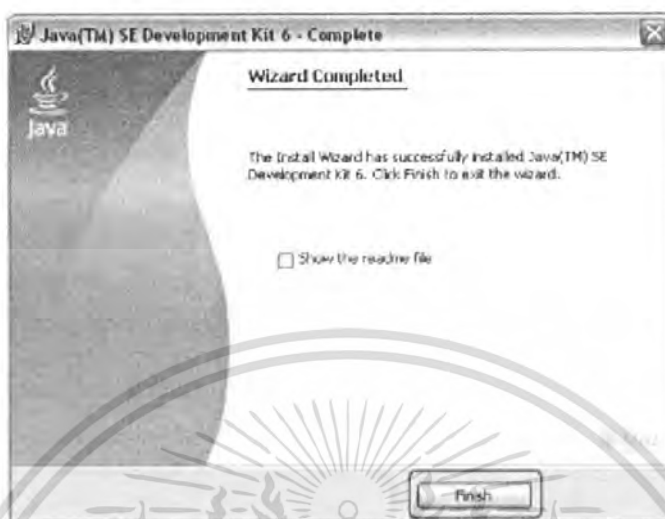 Java(TM) SE Development Kit 6 - Complete
Java
Wizard Completed
The Install Wizard has successfully installed Java(TM) SE
Development Kit 6. Click Finish to exit the wizard.
Show the readme file
Finish